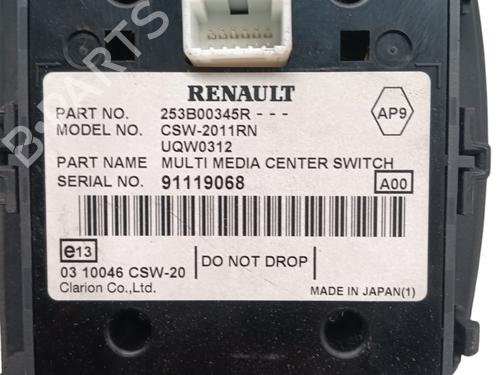 RENAULT
PART NO. 253B00345R - - -
MODEL NO. CSW-2011RN
UQW0312
AP9
PART NAME MULTI MEDIA CENTER SWITCH
SERIAL NO. 91119068
A00
e13
03 10046 CSW-20
DO NOT DROP
Clarion Co.,Ltd.
MADE IN JAPAN(1)
B-PARTS